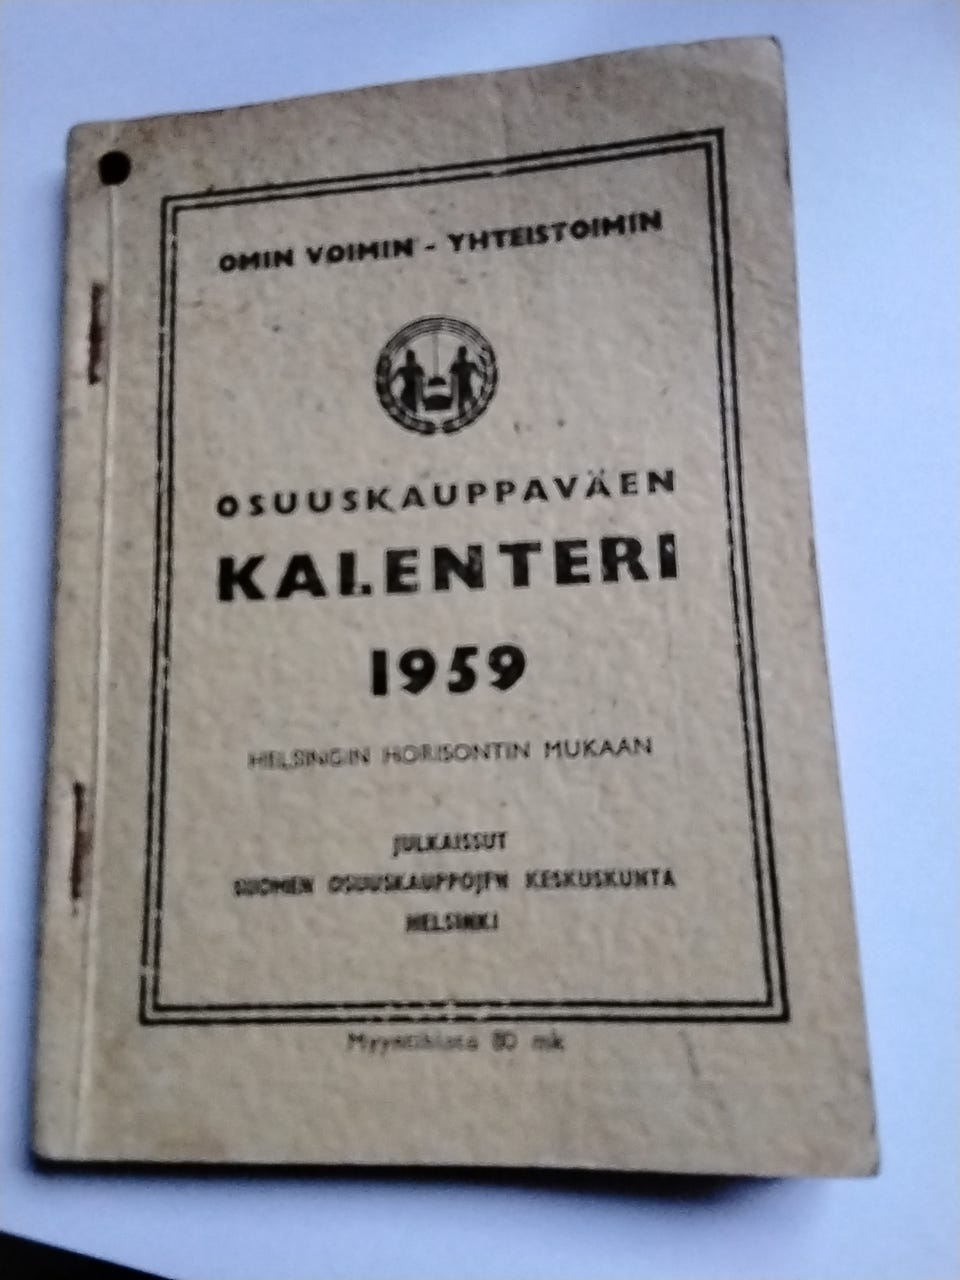 OMIN VOIMIN - YHTEISTOIMIN
OSUUSKAUPPAVÄEN
KALENTERI
1959
HELSINGIN HORISONTIN MUKAAN
JULKAISSUT
SUOMEN OSUUSKAUPPOJEN KESKUSKUNTA
HELSINKI
Myyntihinta 80 mk